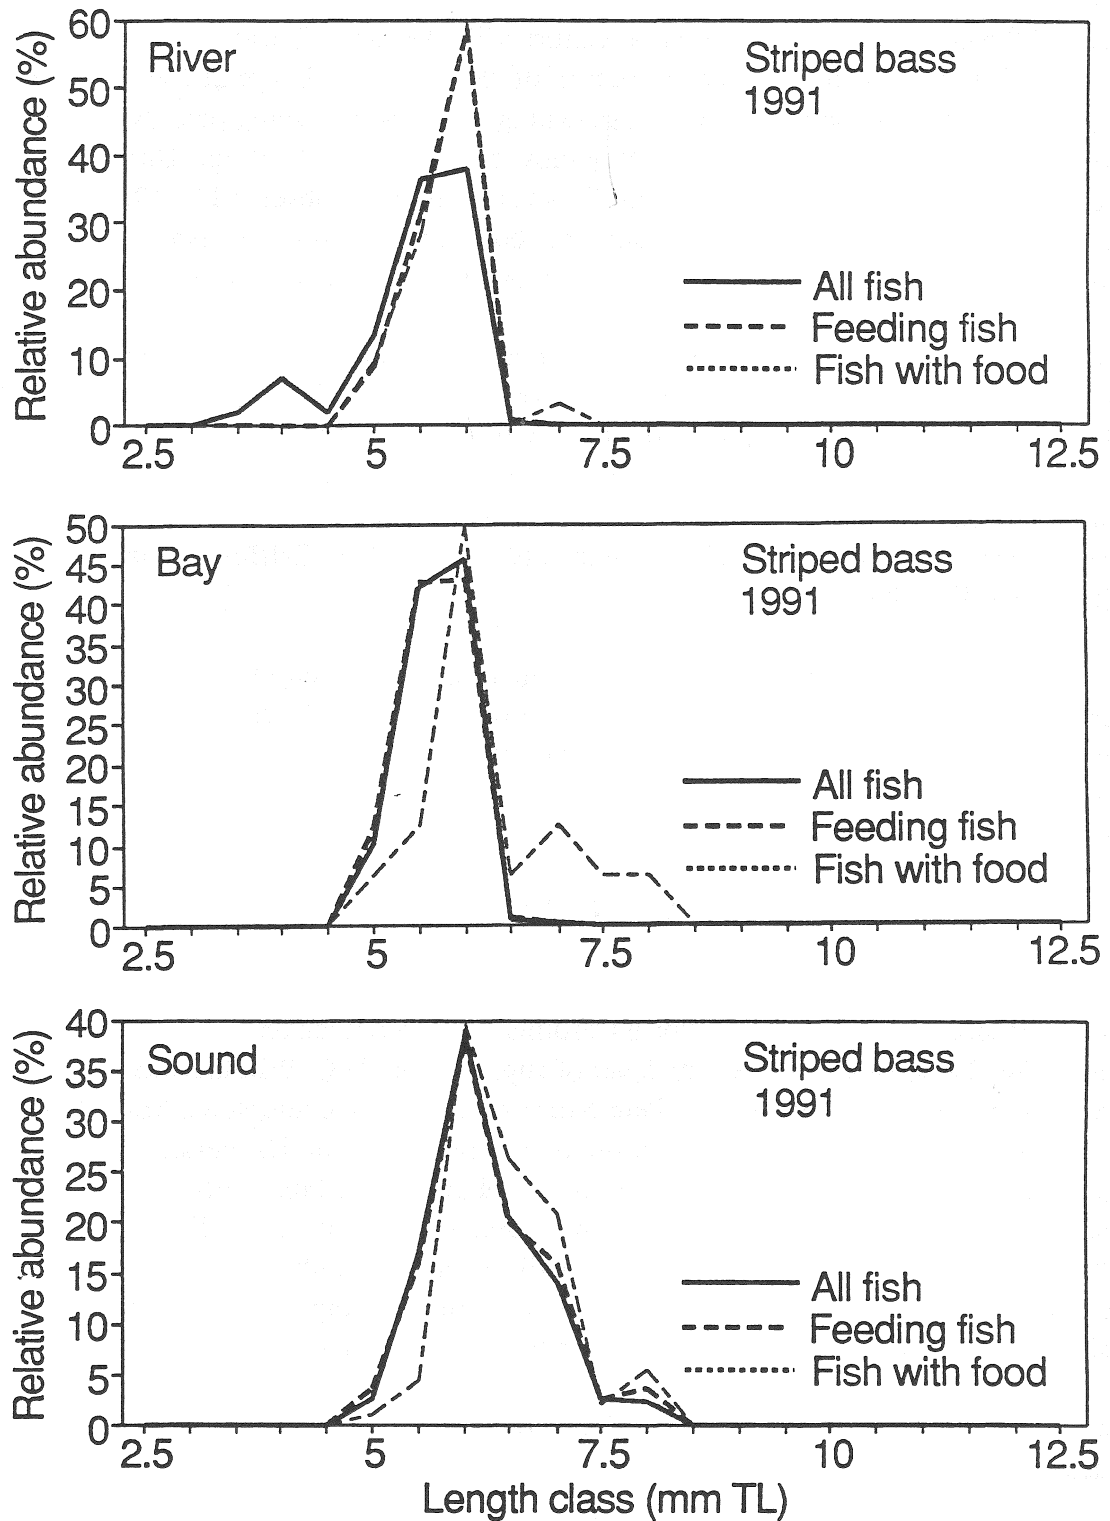 60
River
Striped bass
1991
50
40
30
20
10
0
Relative abundance (%)
All fish
Feeding fish
Fish with food
2.5 5 7.5 10 12.5
50
Bay
Striped bass
1991
45
40
35
30
25
20
15
10
5
0
Relative abundance (%)
All fish
Feeding fish
Fish with food
2.5 5 7.5 10 12.5
40
Sound
Striped bass
1991
35
30
25
20
15
10
5
0
Relative abundance (%)
All fish
Feeding fish
Fish with food
2.5 5 7.5 10 12.5
Length class (mm TL)